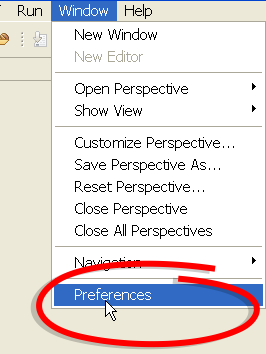 Run Window Help
New Window
New Editor
Open Perspective
Show View
Customize Perspective...
Save Perspective As...
Reset Perspective...
Close Perspective
Close All Perspectives
Navigation
Preferences